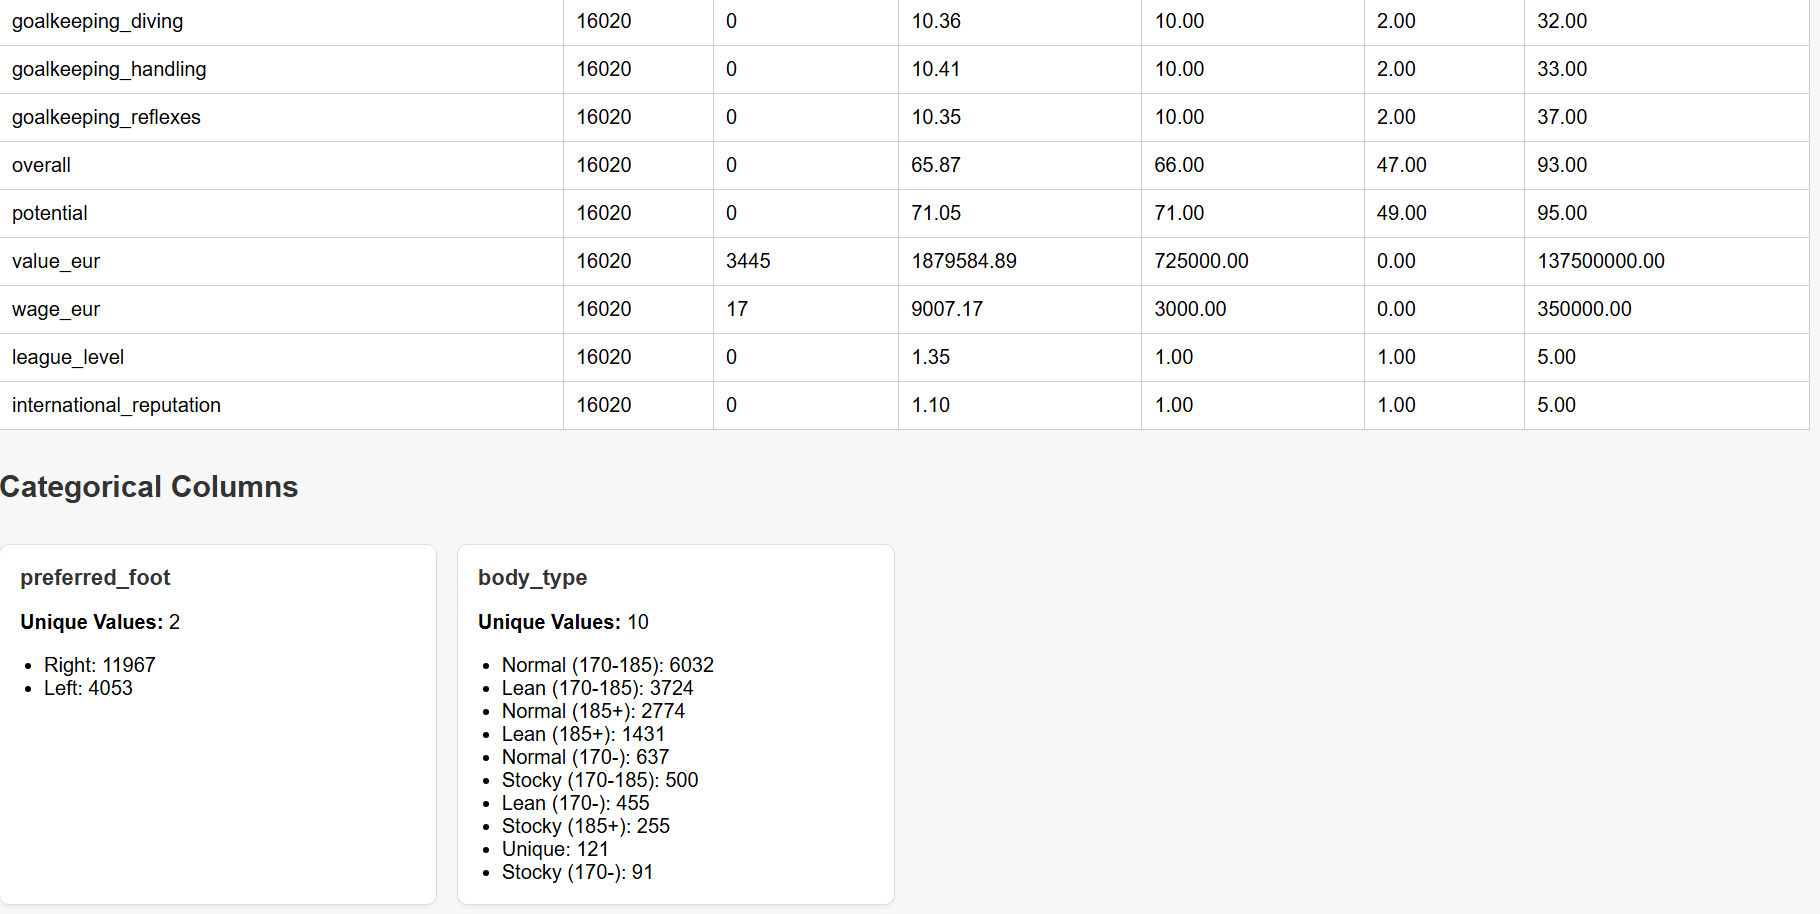 goalkeeping_diving 16020 0 10.36 10.00 2.00 32.00
goalkeeping_handling 16020 0 10.41 10.00 2.00 33.00
goalkeeping_reflexes 16020 0 10.35 10.00 2.00 37.00
overall 16020 0 65.87 66.00 47.00 93.00
potential 16020 0 71.05 71.00 49.00 95.00
value_eur 16020 3445 1879584.89 725000.00 0.00 137500000.00
wage_eur 16020 17 9007.17 3000.00 0.00 350000.00
league_level 16020 0 1.35 1.00 1.00 5.00
international_reputation 16020 0 1.10 1.00 1.00 5.00
Categorical Columns
preferred_foot
Unique Values: 2
• Right: 11967
• Left: 4053
body_type
Unique Values: 10
• Normal (170-185): 6032
• Lean (170-185): 3724
• Normal (185+): 2774
• Lean (185+): 1431
• Normal (170-): 637
• Stocky (170-185): 500
• Lean (170-): 455
• Stocky (185+): 255
• Unique: 121
• Stocky (170-): 91